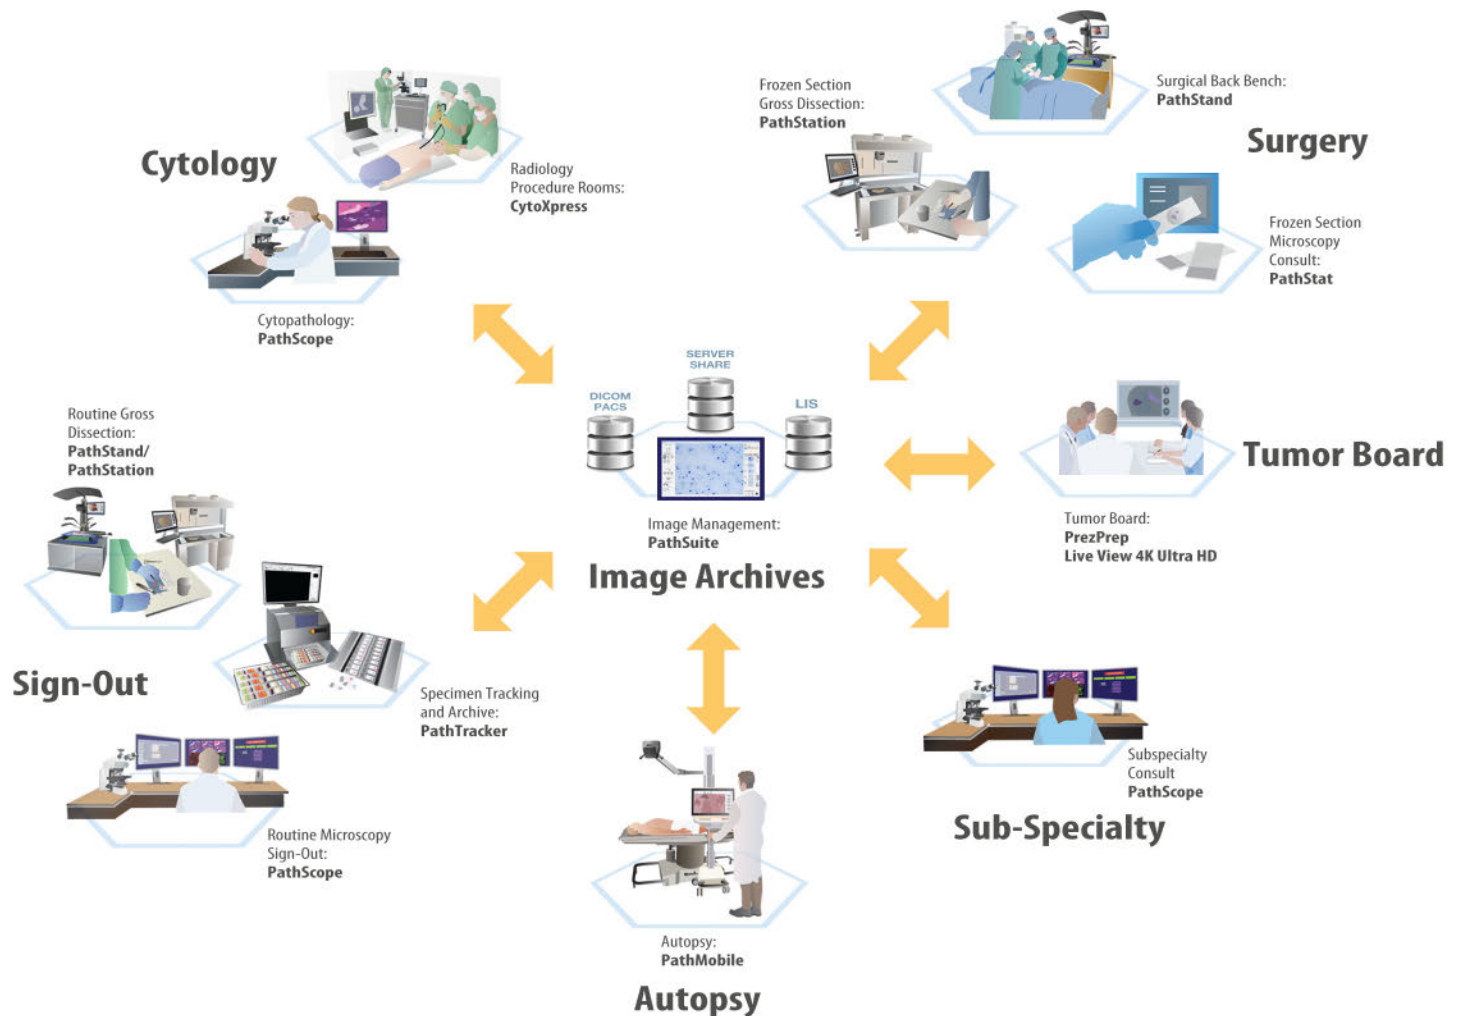 Cytology
Radiology
Procedure Rooms:
CytoXpress
Cytopathology:
PathScope
Frozen Section
Gross Dissection:
PathStation
Surgical Back Bench:
PathStand
Surgery
Frozen Section
Microscopy
Consult:
PathStat
SERVER
SHARE
DICOM
PACS
LIS
Image Management:
PathSuite
Image Archives
Tumor Board
Tumor Board:
PrezPrep
Live View 4K Ultra HD
Routine Gross
Dissection:
PathStand/
PathStation
Sign-Out
Specimen Tracking
and Archive:
PathTracker
Routine Microscopy
Sign-Out:
PathScope
Subspecialty
Consult
PathScope
Sub-Specialty
Autopsy:
PathMobile
Autopsy